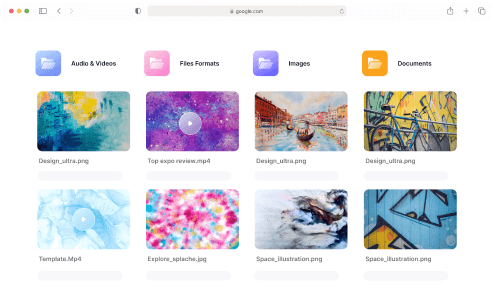 google.com
Audio & Videos
Files Formats
Images
Documents
Design_ultra.png
Top expo review.mp4
Design_ultra.png
Design_ultra.png
Template.Mp4
Explore_splache.jpg
Space_illustration.png
Space_illustration.png